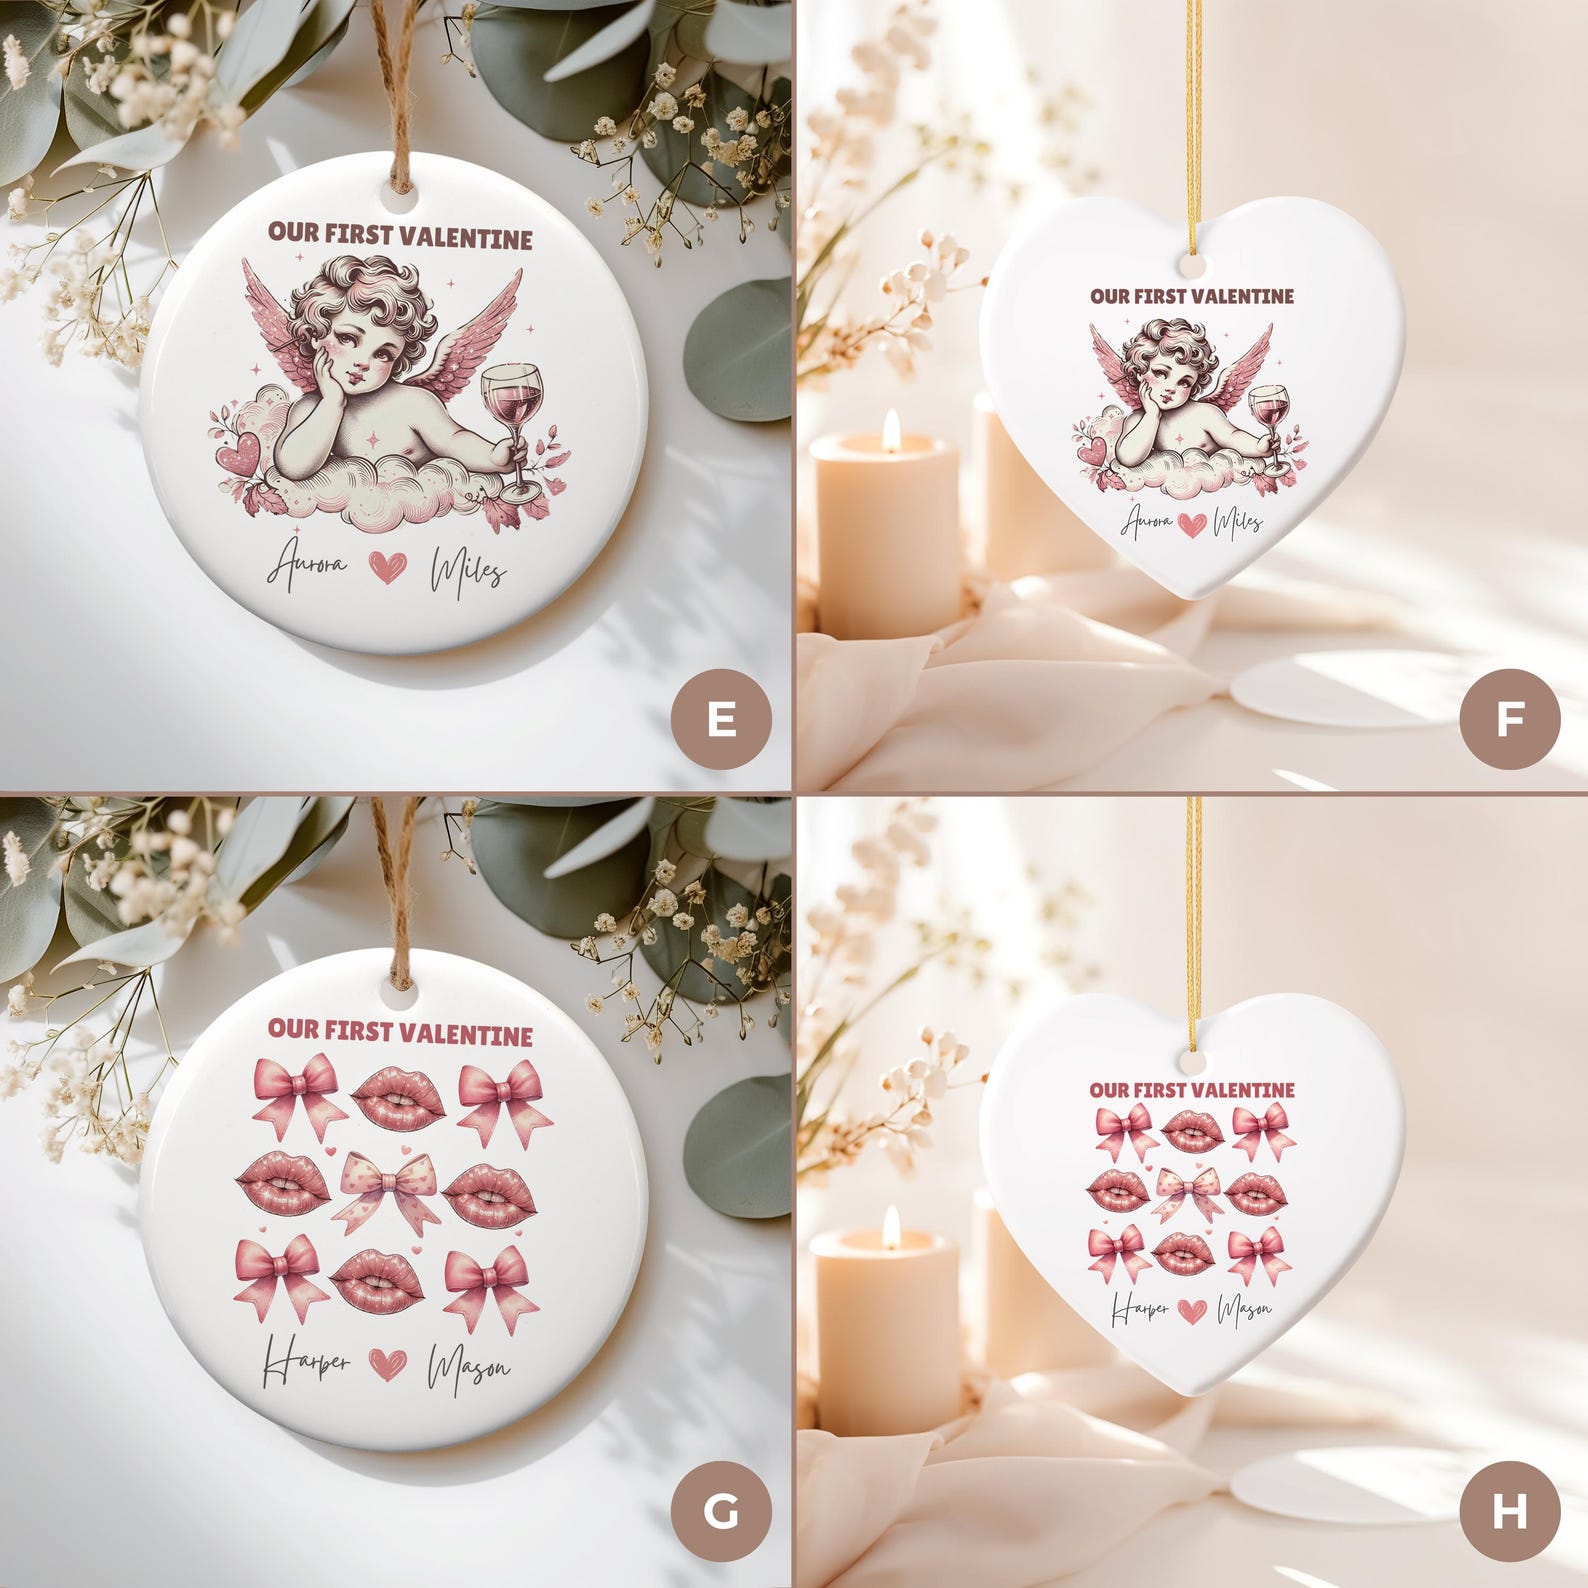 OUR FIRST VALENTINE
Aurora Miles
E
OUR FIRST VALENTINE
Aurora Miles
F
OUR FIRST VALENTINE
Harper Mason
G
OUR FIRST VALENTINE
Harper Mason
H